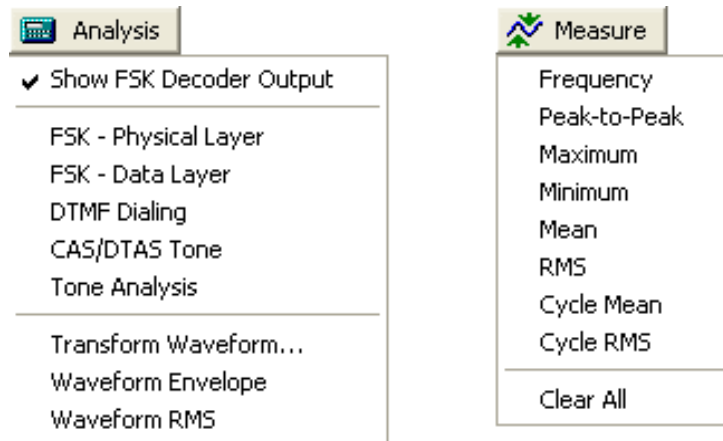 Analysis
Show FSK Decoder Output
FSK - Physical Layer
FSK - Data Layer
DTMF Dialing
CAS/DTAS Tone
Tone Analysis
Transform Waveform...
Waveform Envelope
Waveform RMS
Measure
Frequency
Peak-to-Peak
Maximum
Minimum
Mean
RMS
Cycle Mean
Cycle RMS
Clear All